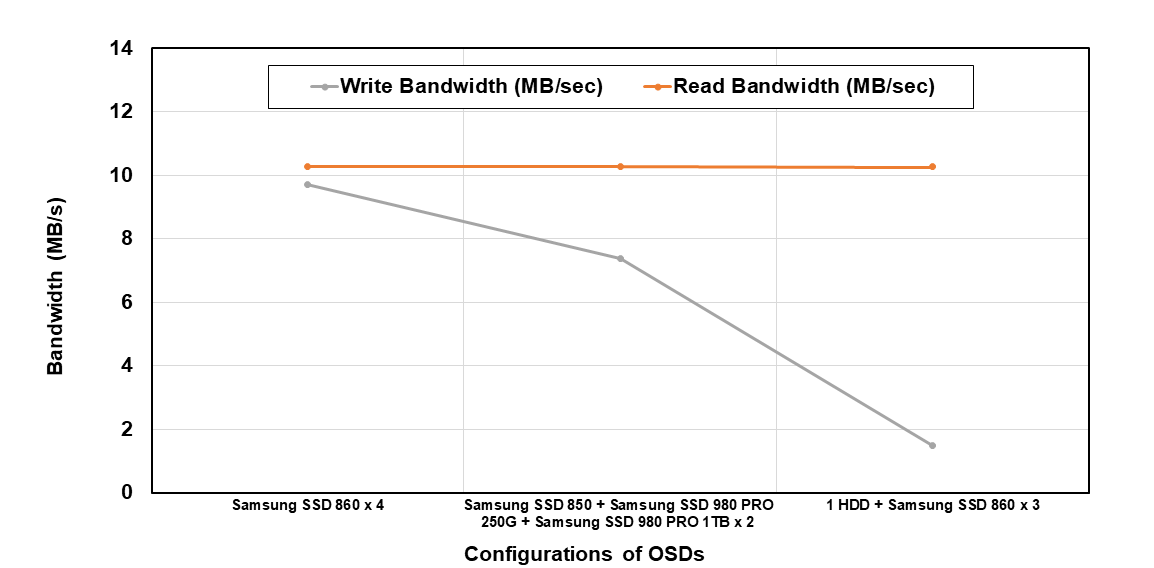 14
Write Bandwidth (MB/sec) Read Bandwidth (MB/sec)
12
10
8
6
4
2
0
Bandwidth (MB/s)
Samsung SSD 860 x 4
Samsung SSD 850 + Samsung SSD 980 PRO
250G + Samsung SSD 980 PRO 1TB x 2
1 HDD + Samsung SSD 860 x 3
Configurations of OSDs